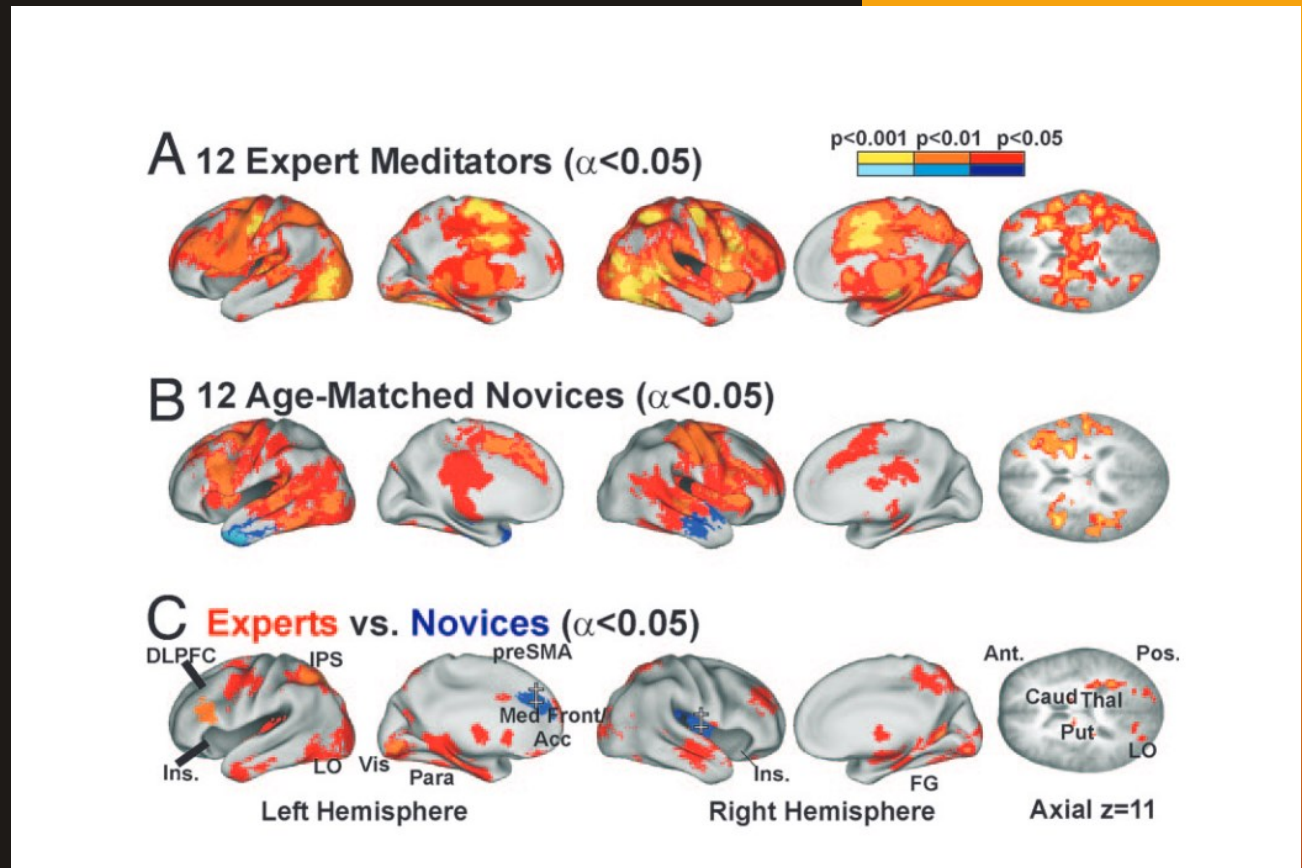 A 12 Expert Meditators (α<0.05)
p<0.001 p<0.01 p<0.05
B 12 Age-Matched Novices (α<0.05)
C Experts vs. Novices (α<0.05)
DLPFC
IPS
preSMA
Ant.
Pos.
Caud
Thal
Med Front/
Acc
Put
LO
Ins.
LO
Vis
Para
Ins.
FG
Left Hemisphere
Right Hemisphere
Axial z=11